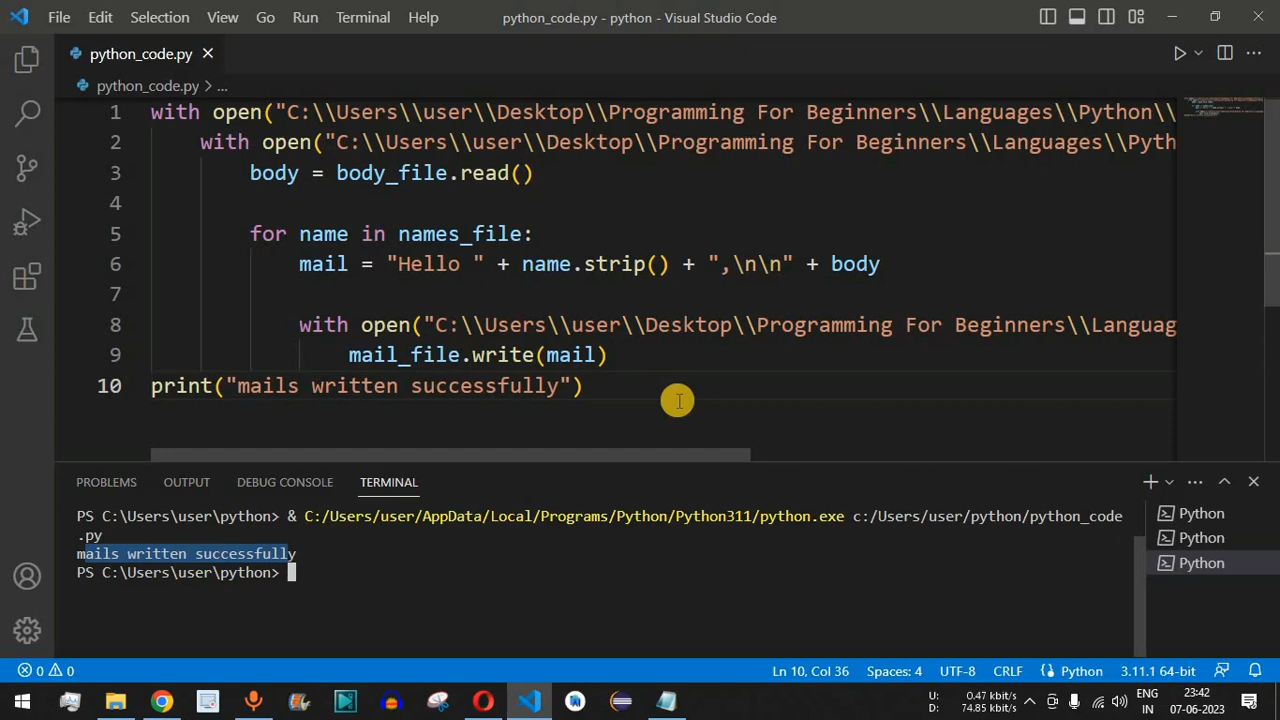 File Edit Selection View Go Run Terminal Help python_code.py - python - Visual Studio Code
python_code.py
python_code.py > ...
1 with open("C:\\Users\\user\\Desktop\\Programming For Beginners\\Languages\\Python\\
2 with open("C:\\Users\\user\\Desktop\\Programming For Beginners\\Languages\\Pyth
3 body = body_file.read()
4
5 for name in names_file:
6 mail = "Hello " + name.strip() + ",\n\n" + body
7
8 with open("C:\\Users\\user\\Desktop\\Programming For Beginners\\Languag
9 mail_file.write(mail)
10 print("mails written successfully")
PROBLEMS OUTPUT DEBUG CONSOLE TERMINAL
PS C:\Users\user\python> & C:/Users/user/AppData/Local/Programs/Python/Python311/python.exe c:/Users/user/python/python_code
.py
mails written successfully
PS C:\Users\user\python>
Python
Python
Python
0 0 Ln 10, Col 36 Spaces: 4 UTF-8 CRLF Python 3.11.1 64-bit
U: 0.47 kbit/s
D: 74.85 kbit/s
ENG
IN
23:42
07-06-2023